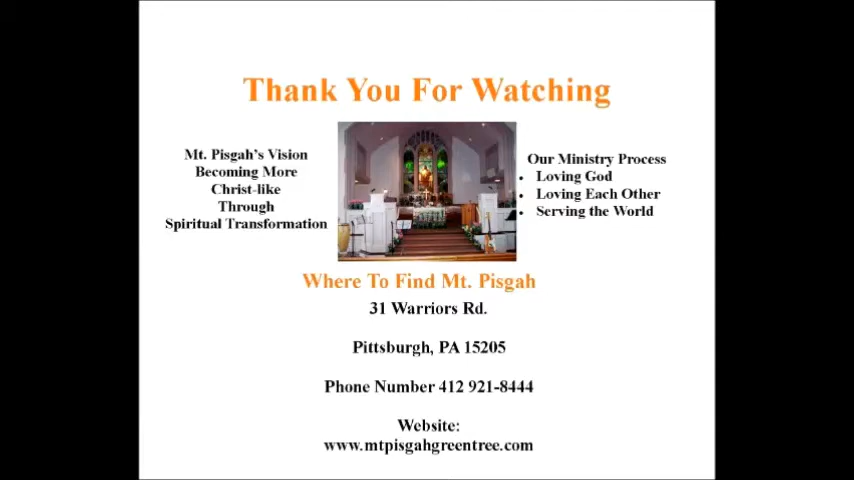 Thank You For Watching
Mt. Pisgah's Vision
Becoming More
Christ-like
Through
Spiritual Transformation
Our Ministry Process
• Loving God
• Loving Each Other
• Serving the World
Where To Find Mt. Pisgah
31 Warriors Rd.
Pittsburgh, PA 15205
Phone Number 412 921-8444
Website:
www.mtpisgahgreentree.com